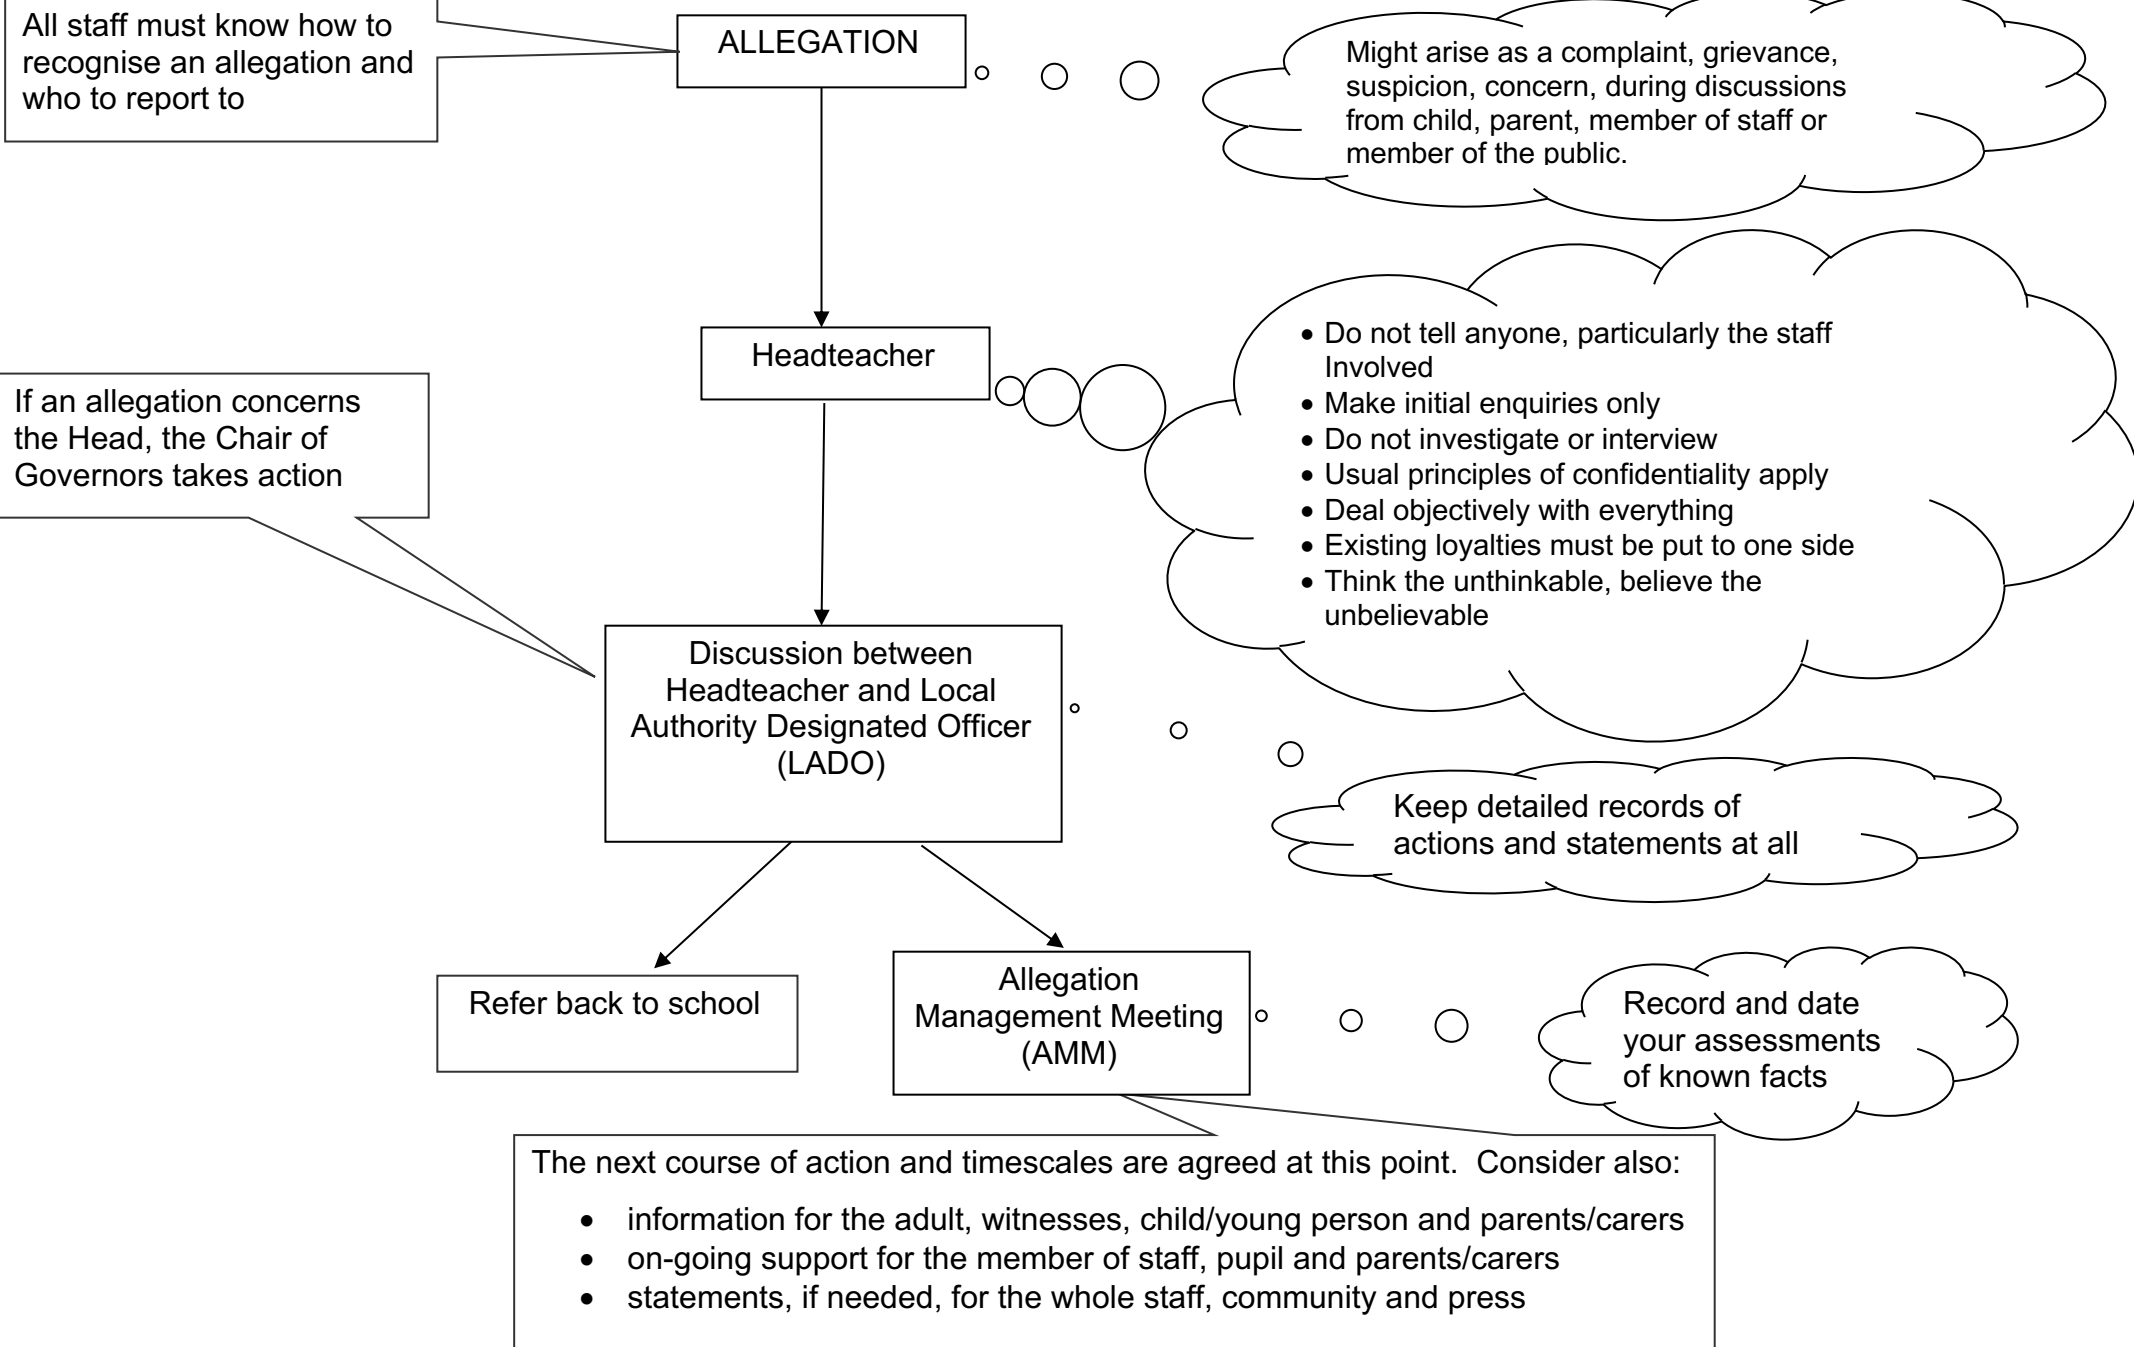 All staff must know how to
recognise an allegation and
who to report to
ALLEGATION
Might arise as a complaint, grievance,
suspicion, concern, during discussions
from child, parent, member of staff or
member of the public.
Headteacher
• Do not tell anyone, particularly the staff
Involved
• Make initial enquiries only
• Do not investigate or interview
• Usual principles of confidentiality apply
• Deal objectively with everything
• Existing loyalties must be put to one side
• Think the unthinkable, believe the
unbelievable
If an allegation concerns
the Head, the Chair of
Governors takes action
Discussion between
Headteacher and Local
Authority Designated Officer
(LADO)
Keep detailed records of
actions and statements at all
Refer back to school
Allegation
Management Meeting
(AMM)
Record and date
your assessments
of known facts
The next course of action and timescales are agreed at this point.  Consider also:
• information for the adult, witnesses, child/young person and parents/carers
• on-going support for the member of staff, pupil and parents/carers
• statements, if needed, for the whole staff, community and press